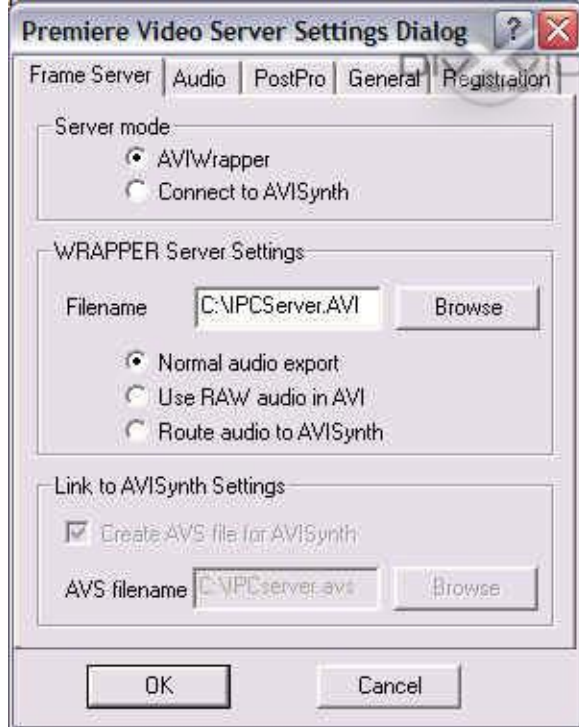 Premiere Video Server Settings Dialog
Frame Server Audio PostPro General Registration
Server mode
AVIWrapper
Connect to AVISynth
WRAPPER Server Settings
Filename C:\IPCServer.AVI Browse
Normal audio export
Use RAW audio in AVI
Route audio to AVISynth
Link to AVISynth Settings
Create AVS file for AVISynth
AVS filename C:\IPCserver.avs Browse
OK Cancel